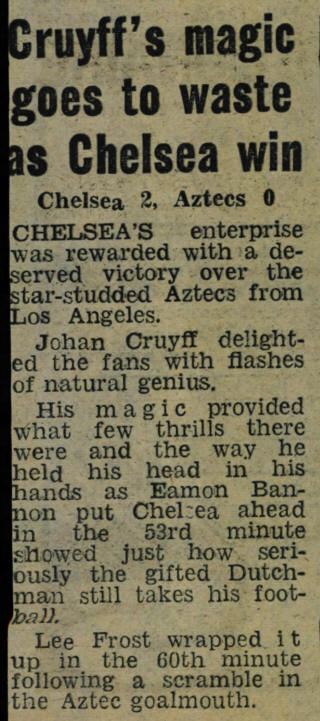 Cruyff's magic
goes to waste
as Chelsea win
Chelsea 2, Aztecs 0
CHELSEA'S enterprise
was rewarded with a de-
served victory over the
star-studded Aztecs from
Los Angeles.
Johan Cruyff delight-
ed the fans with flashes
of natural genius.
His magic provided
what few thrills there
were and the way he
held his head in his
hands as Eamon Ban-
non put Chelsea ahead
in the 53rd minute
showed just how seri-
ously the gifted Dutch-
man still takes his foot-
ball.
Lee Frost wrapped it
up in the 60th minute
following a scramble in
the Aztec goalmouth.